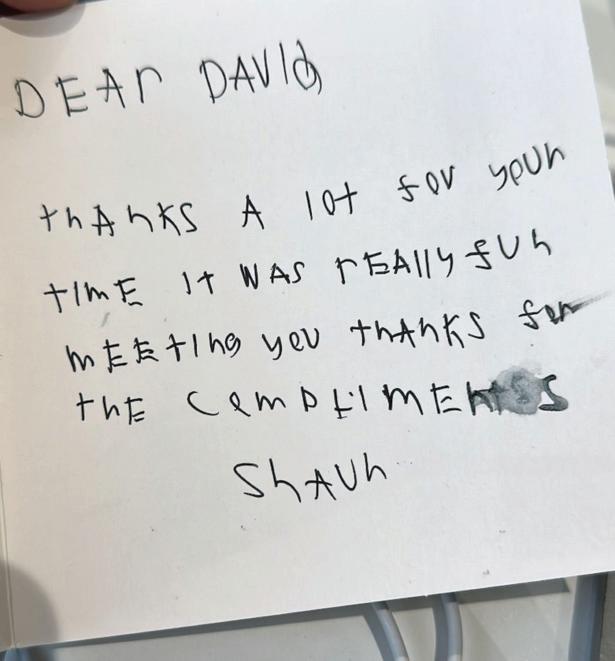 DEAr DAVId
thAnKS A lot for your
tImE It WAS rEAlly fun
mEEtIng you thAnKS for
thE ComplImEntS
ShAun